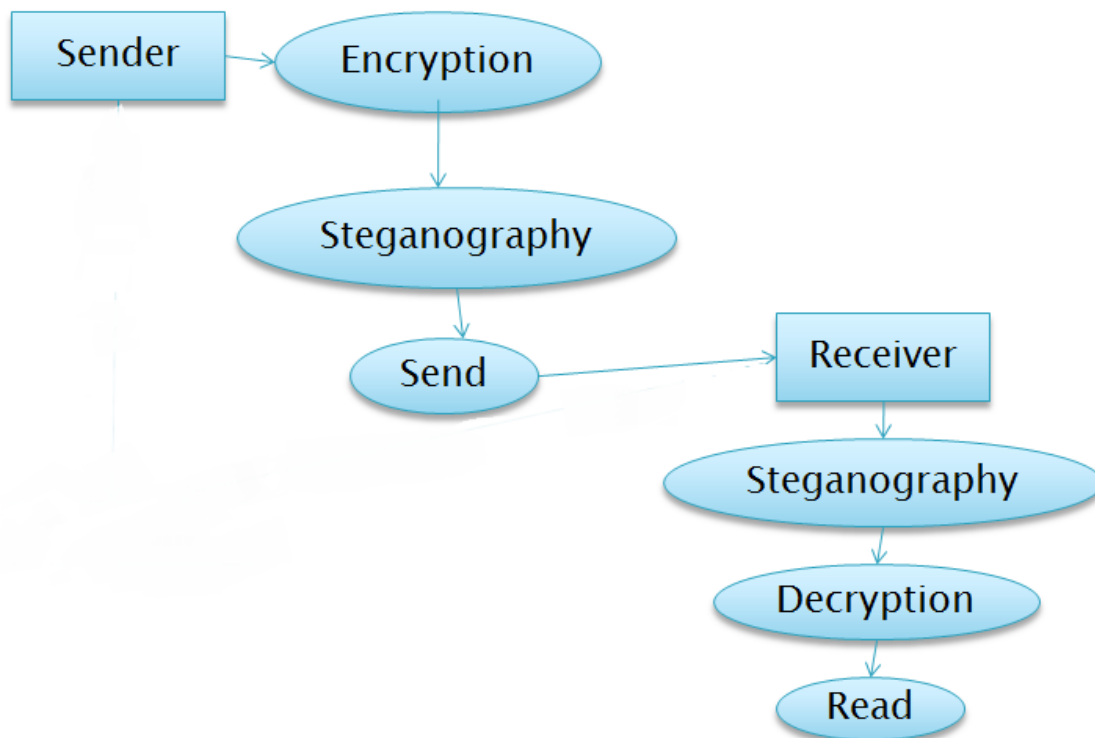 Sender
Encryption
Steganography
Send
Receiver
Steganography
Decryption
Read